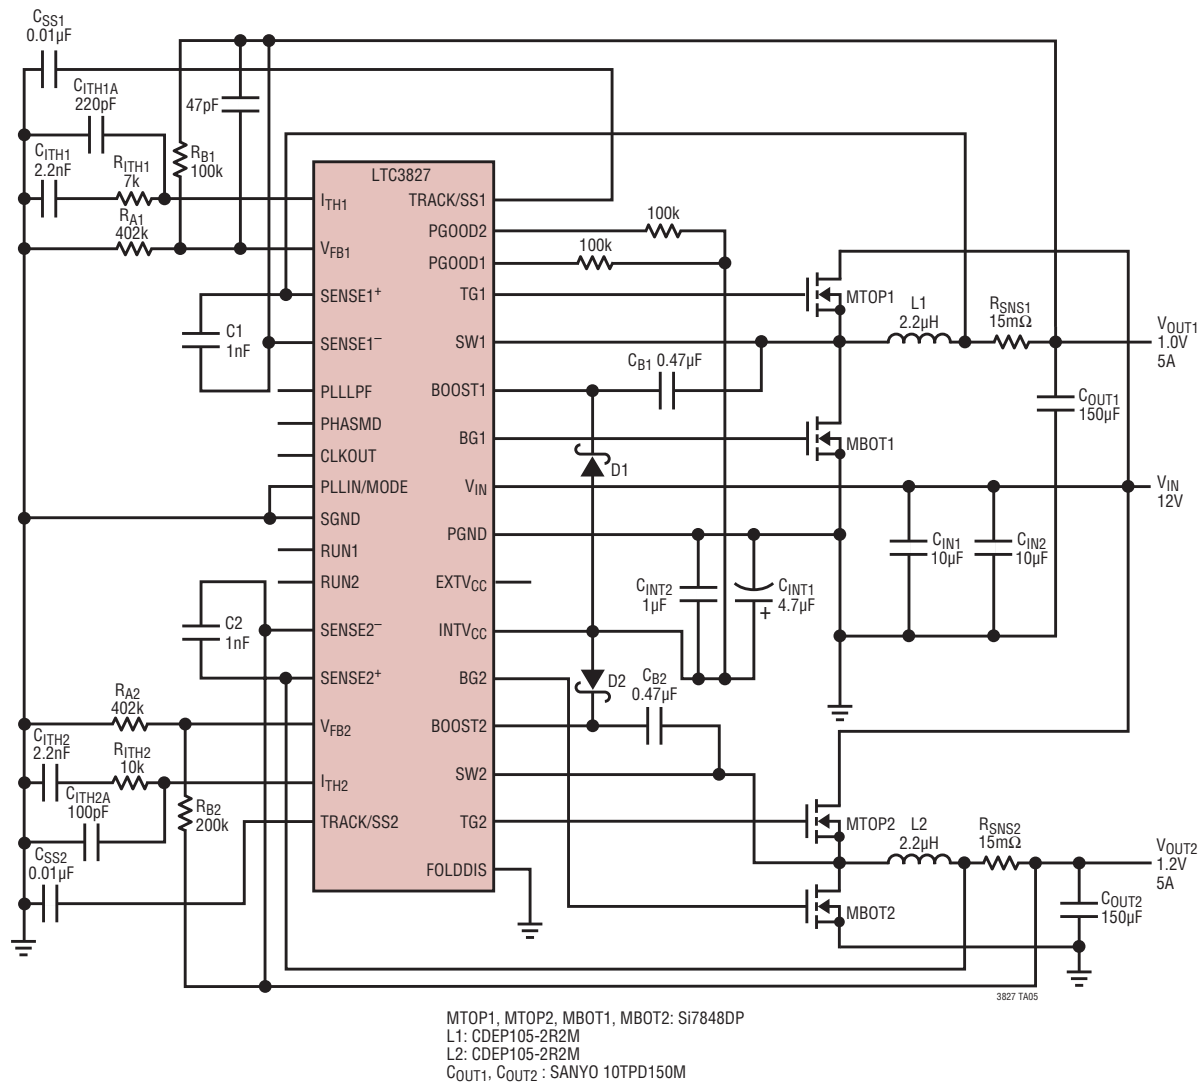 CSS1
0.01µF
CITH1A
220pF
47pF
CITH1
2.2nF
RITH1
7k
RB1
100k
RA1
402k
C1
1nF
LTC3827
ITH1
VFB1
SENSE1+
SENSE1–
PLLLPF
PHASMD
CLKOUT
PLLIN/MODE
SGND
RUN1
RUN2
SENSE2–
SENSE2+
VFB2
ITH2
TRACK/SS2
TRACK/SS1
PGOOD2
PGOOD1
TG1
SW1
BOOST1
BG1
VIN
PGND
EXTVCC
INTVCC
BG2
BOOST2
SW2
TG2
FOLDDIS
100k
100k
MTOP1
L1
2.2µH
RSNS1
15mΩ
VOUT1
1.0V
5A
CB1 0.47µF
COUT1
150µF
MBOT1
D1
VIN
12V
CIN1
10µF
CIN2
10µF
CINT2
1µF
CINT1
4.7µF
+
C2
1nF
D2
CB2
0.47µF
RA2
402k
CITH2
2.2nF
RITH2
10k
CITH2A
100pF
RB2
200k
CSS2
0.01µF
MTOP2
L2
2.2µH
RSNS2
15mΩ
VOUT2
1.2V
5A
MBOT2
COUT2
150µF
3827 TA05
MTOP1, MTOP2, MBOT1, MBOT2: Si7848DP
L1: CDEP105-2R2M
L2: CDEP105-2R2M
COUT1, COUT2 : SANYO 10TPD150M